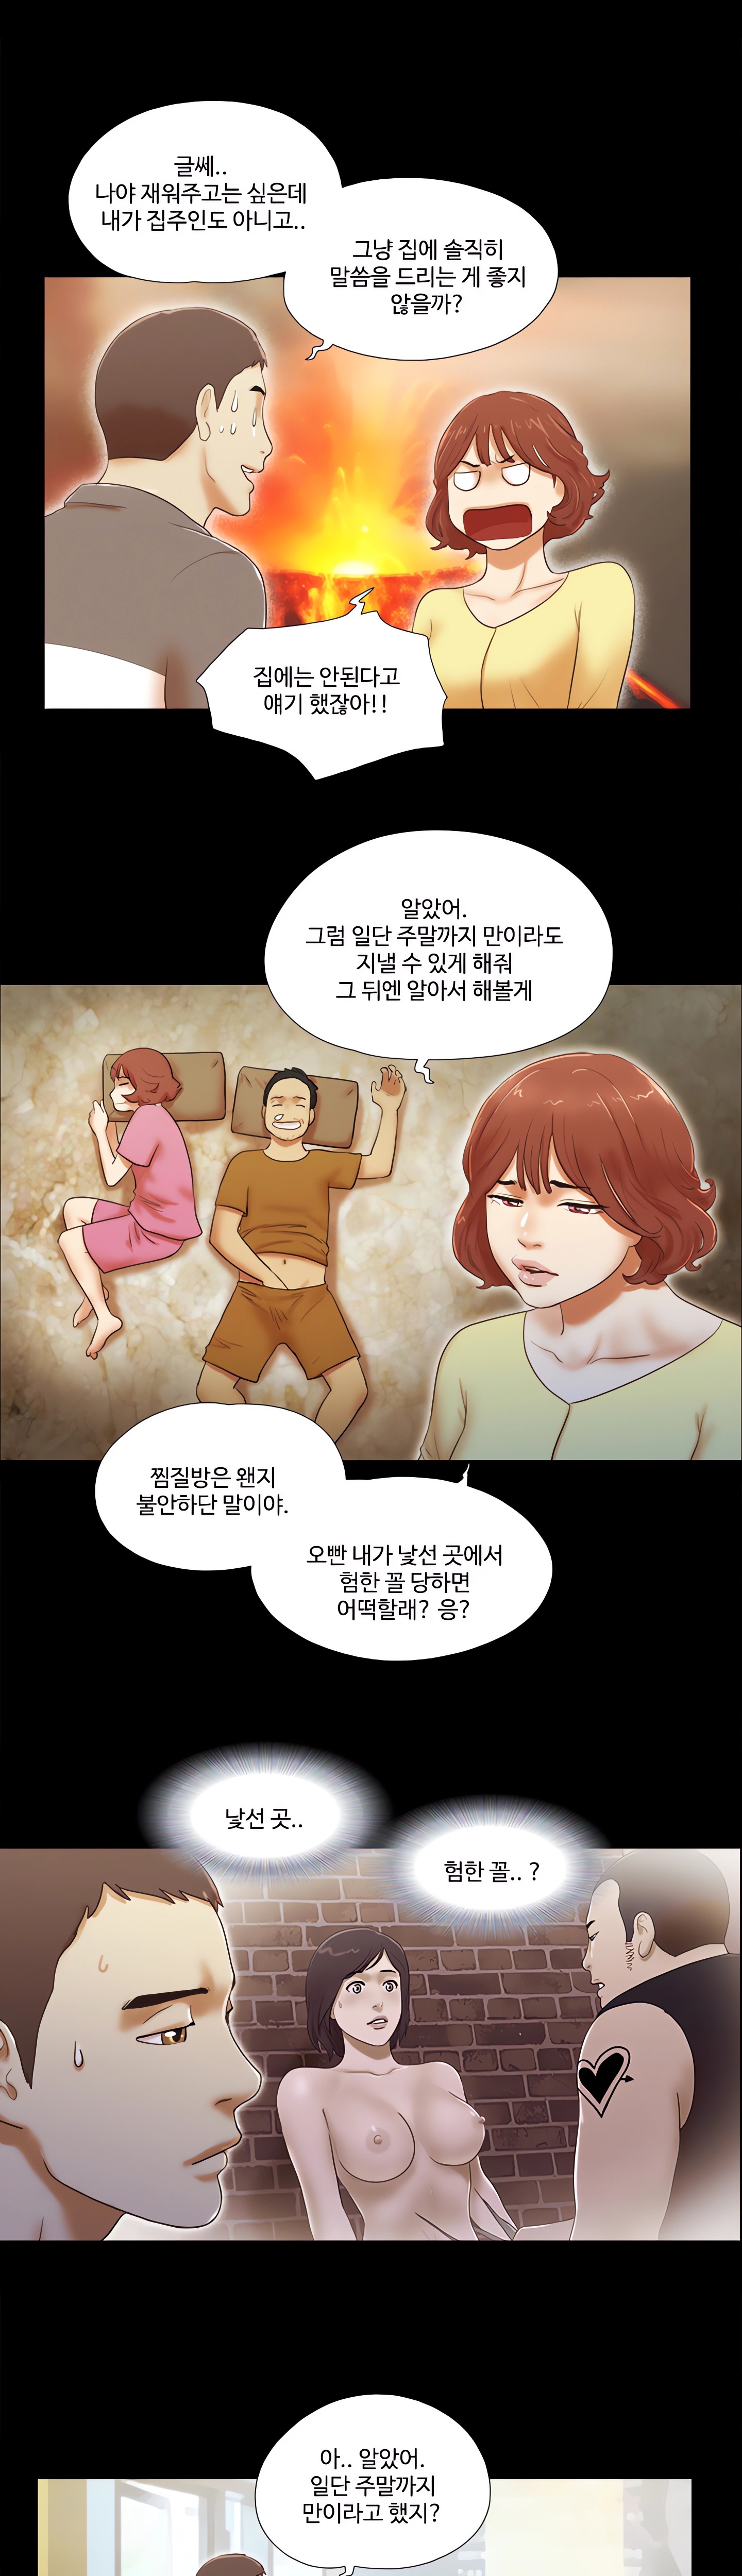 글쎄..
나야 재워주고는 싶은데
내가 집주인도 아니고..
그냥 집에 솔직히
말씀을 드리는 게 좋지
않을까?
집에는 안된다고
얘기 했잖아!!
알았어.
그럼 일단 주말까지 만이라도
지낼 수 있게 해줘
그 뒤엔 알아서 해볼게
찜질방은 왠지
불안하단 말이야.
오빤 내가 낯선 곳에서
험한 꼴 당하면
어떡할래? 응?
낯선 곳..
험한 꼴.. ?
아.. 알았어.
일단 주말까지
만이라고 했지?